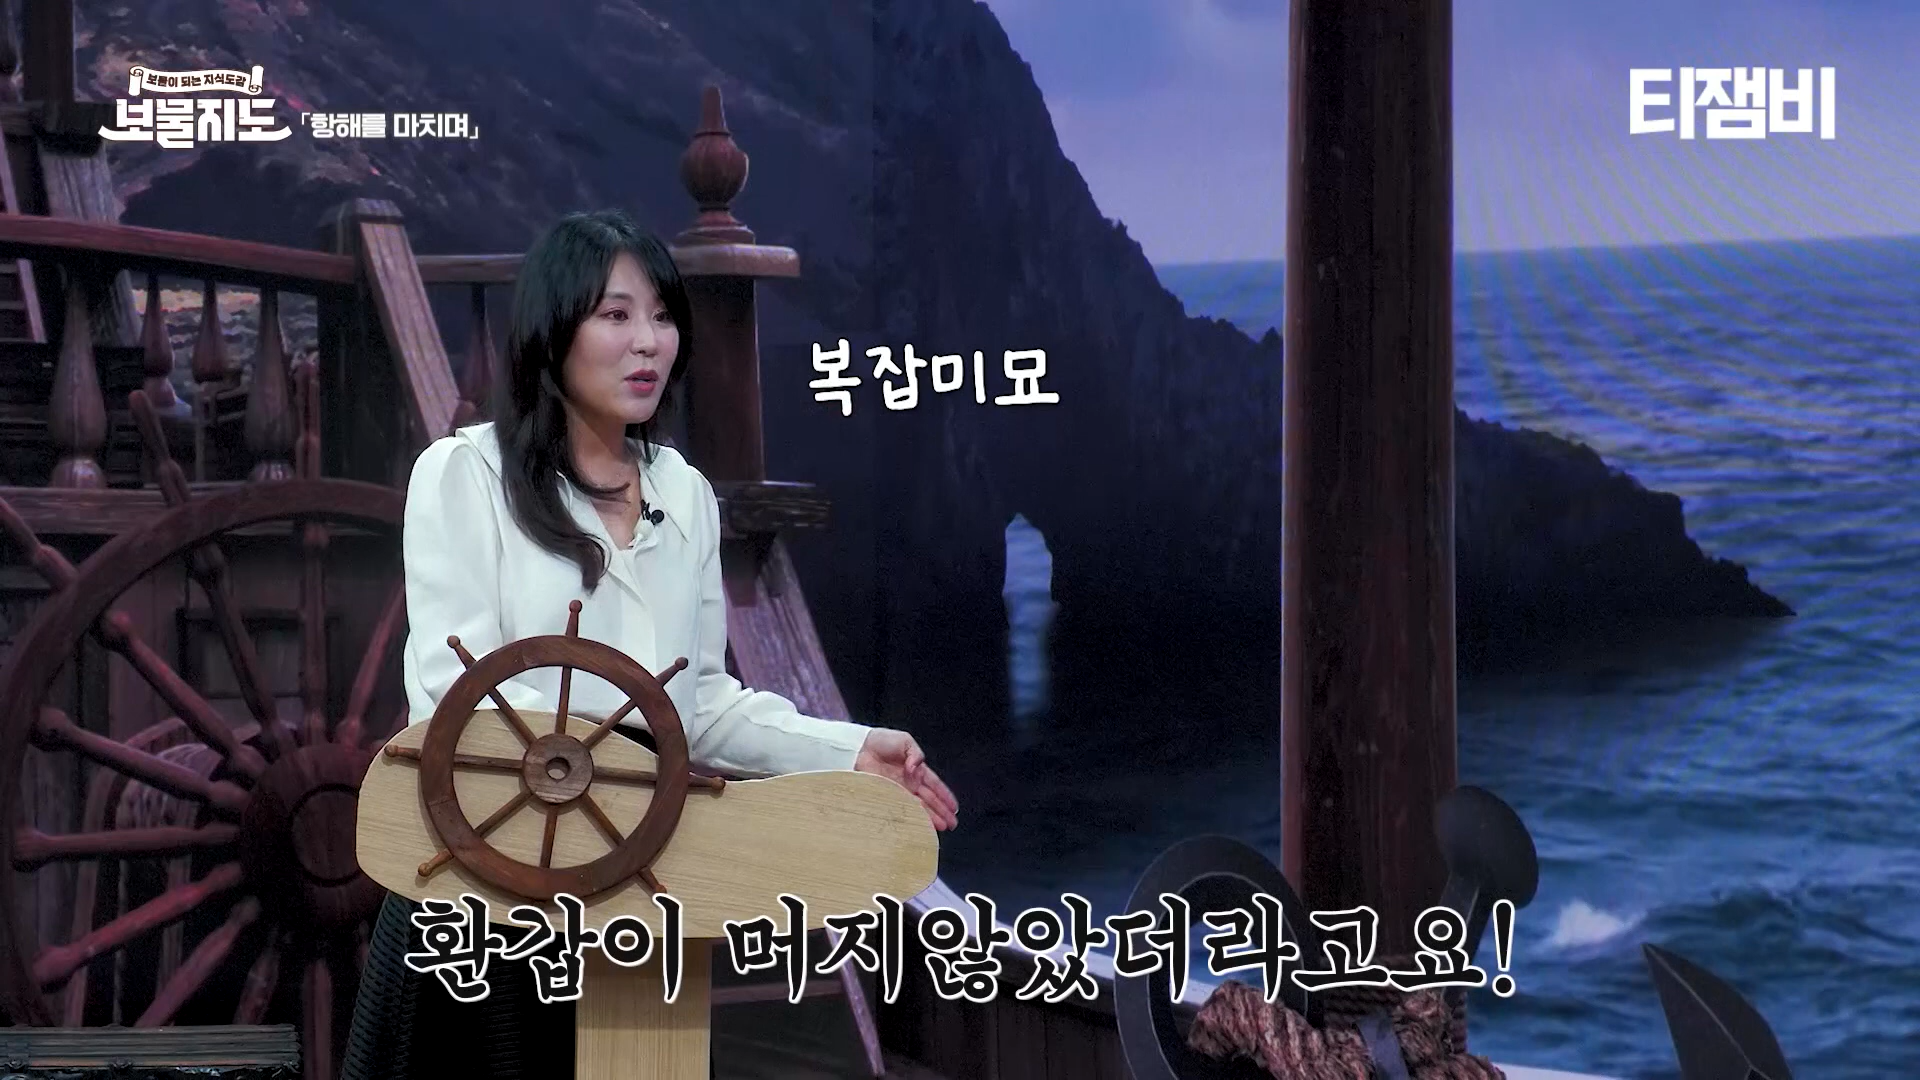 보물이 되는 지식도감
보물지도 「항해를 마치며」
티잼비
복잡미묘
환갑이 머지않았더라고요!